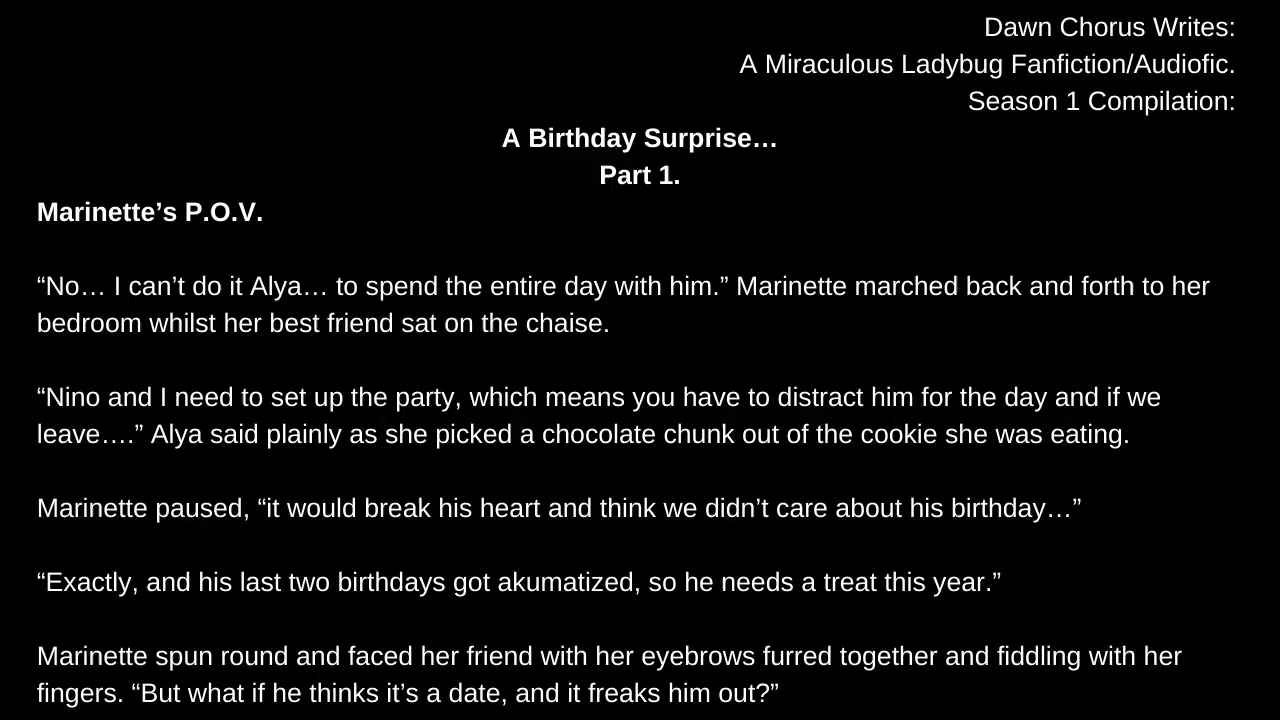 Dawn Chorus Writes:
A Miraculous Ladybug Fanfiction/Audiofic.
Season 1 Compilation:
A Birthday Surprise…
Part 1.
Marinette’s P.O.V.
“No… I can’t do it Alya… to spend the entire day with him.” Marinette marched back and forth to her
bedroom whilst her best friend sat on the chaise.
“Nino and I need to set up the party, which means you have to distract him for the day and if we
leave….” Alya said plainly as she picked a chocolate chunk out of the cookie she was eating.
Marinette paused, “it would break his heart and think we didn’t care about his birthday…”
“Exactly, and his last two birthdays got akumatized, so he needs a treat this year.”
Marinette spun round and faced her friend with her eyebrows furred together and fiddling with her
fingers. “But what if he thinks it’s a date, and it freaks him out?”